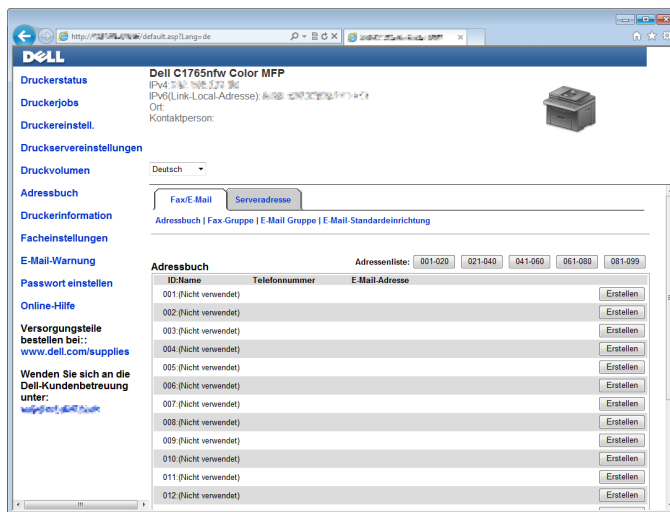 http://
/default.asp?Lang=de
DELL
Dell C1765nfw Color MFP
IPv4:
IPv6(Link-Local-Adresse):
Ort:
Kontaktperson:
Druckerstatus
Druckerjobs
Druckereinstell.
Druckservereinstellungen
Druckvolumen
Adressbuch
Druckerinformation
Facheinstellungen
E-Mail-Warnung
Passwort einstellen
Online-Hilfe
Versorgungsteile
bestellen bei::
www.dell.com/supplies
Wenden Sie sich an die
Dell-Kundenbetreuung
unter:
Deutsch
Fax/E-Mail Serveradresse
Adressbuch | Fax-Gruppe | E-Mail Gruppe | E-Mail-Standardeinrichtung
Adressbuch Adressenliste: 001-020 021-040 041-060 061-080 081-099
ID:Name Telefonnummer E-Mail-Adresse
001:(Nicht verwendet) Erstellen
002:(Nicht verwendet) Erstellen
003:(Nicht verwendet) Erstellen
004:(Nicht verwendet) Erstellen
005:(Nicht verwendet) Erstellen
006:(Nicht verwendet) Erstellen
007:(Nicht verwendet) Erstellen
008:(Nicht verwendet) Erstellen
009:(Nicht verwendet) Erstellen
010:(Nicht verwendet) Erstellen
011:(Nicht verwendet) Erstellen
012:(Nicht verwendet) Erstellen